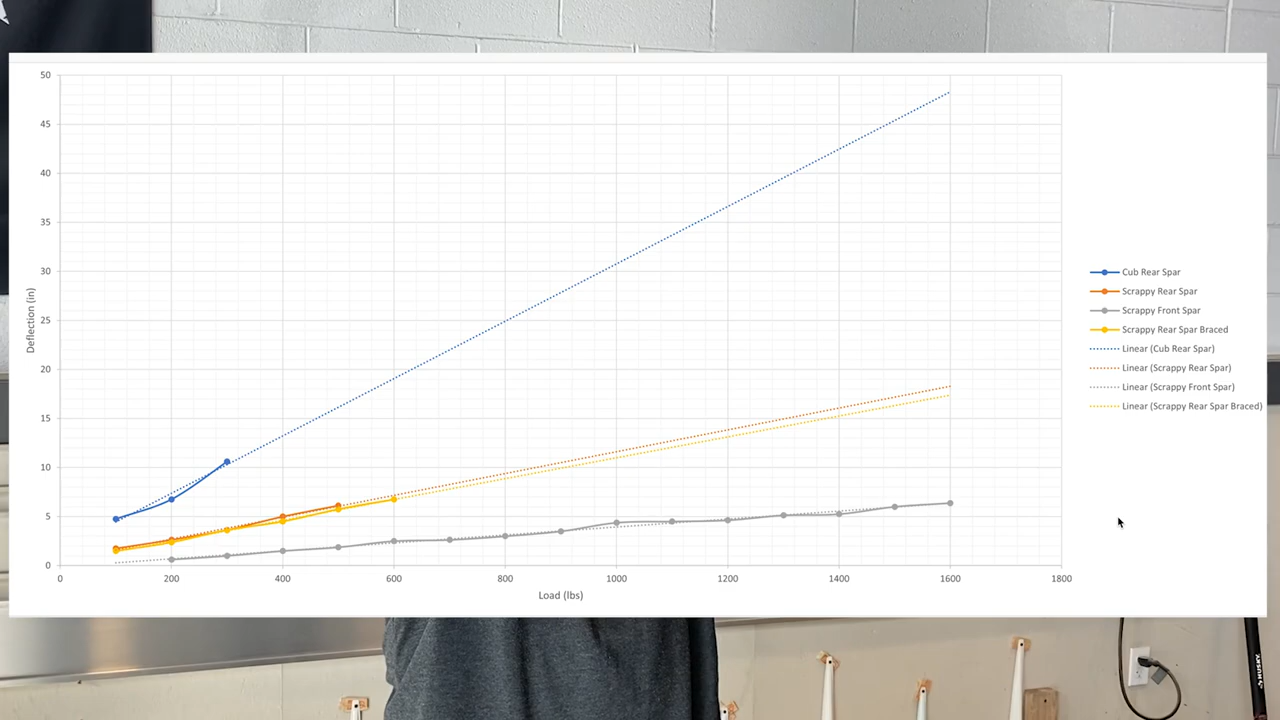 50
45
40
35
30
25
20
15
10
5
0
Deflection (in)
0 200 400 600 800 1000 1200 1400 1600 1800
Load (lbs)
Cub Rear Spar
Scrappy Rear Spar
Scrappy Front Spar
Scrappy Rear Spar Braced
Linear (Cub Rear Spar)
Linear (Scrappy Rear Spar)
Linear (Scrappy Front Spar)
Linear (Scrappy Rear Spar Braced)
HUSKY